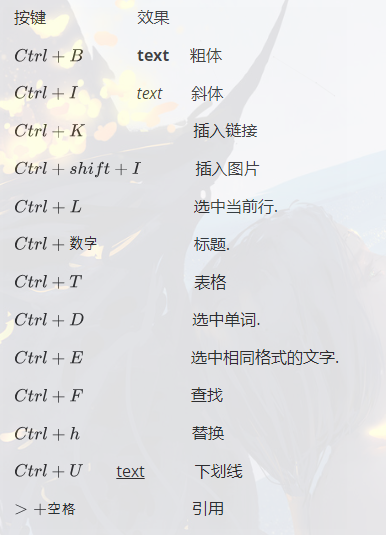 按键 效果
Ctrl + B text 粗体
Ctrl + I text 斜体
Ctrl + K 插入链接
Ctrl + shift + I 插入图片
Ctrl + L 选中当前行.
Ctrl + 数字 标题.
Ctrl + T 表格
Ctrl + D 选中单词.
Ctrl + E 选中相同格式的文字.
Ctrl + F 查找
Ctrl + h 替换
Ctrl + U text 下划线
> +空格 引用